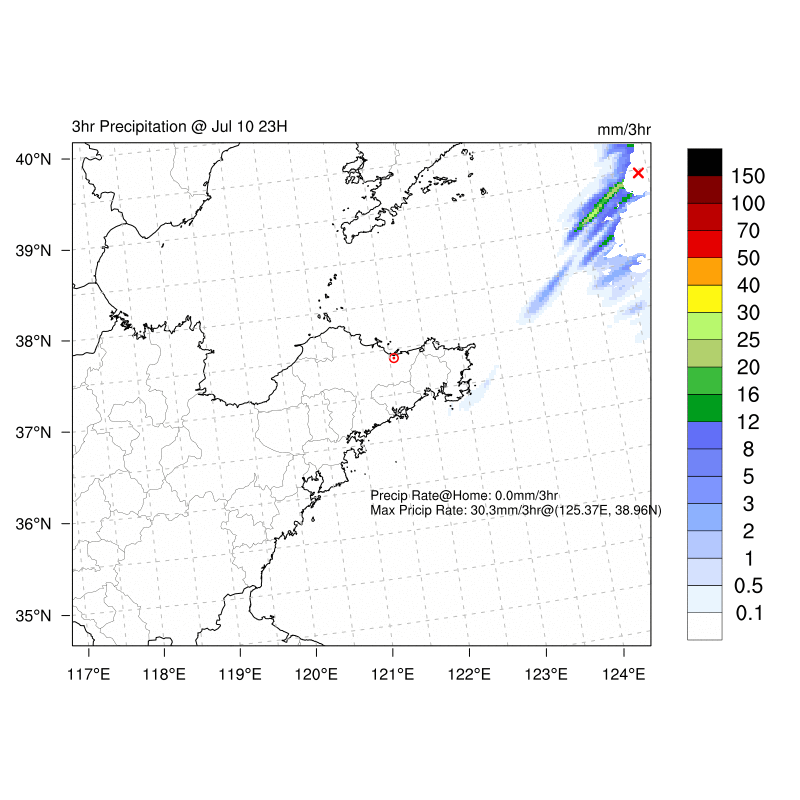 3hr Precipitation @ Jul 10 23H
mm/3hr
40°N
39°N
38°N
37°N
36°N
35°N
117°E
118°E
119°E
120°E
121°E
122°E
123°E
124°E
Precip Rate@Home: 0.0mm/3hr
Max Pricip Rate: 30.3mm/3hr@(125.37E, 38.96N)
150
100
70
50
40
30
25
20
16
12
8
5
3
2
1
0.5
0.1